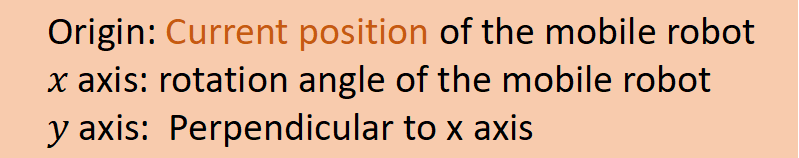 Origin: Current position of the mobile robot
x axis: rotation angle of the mobile robot
y axis: Perpendicular to x axis